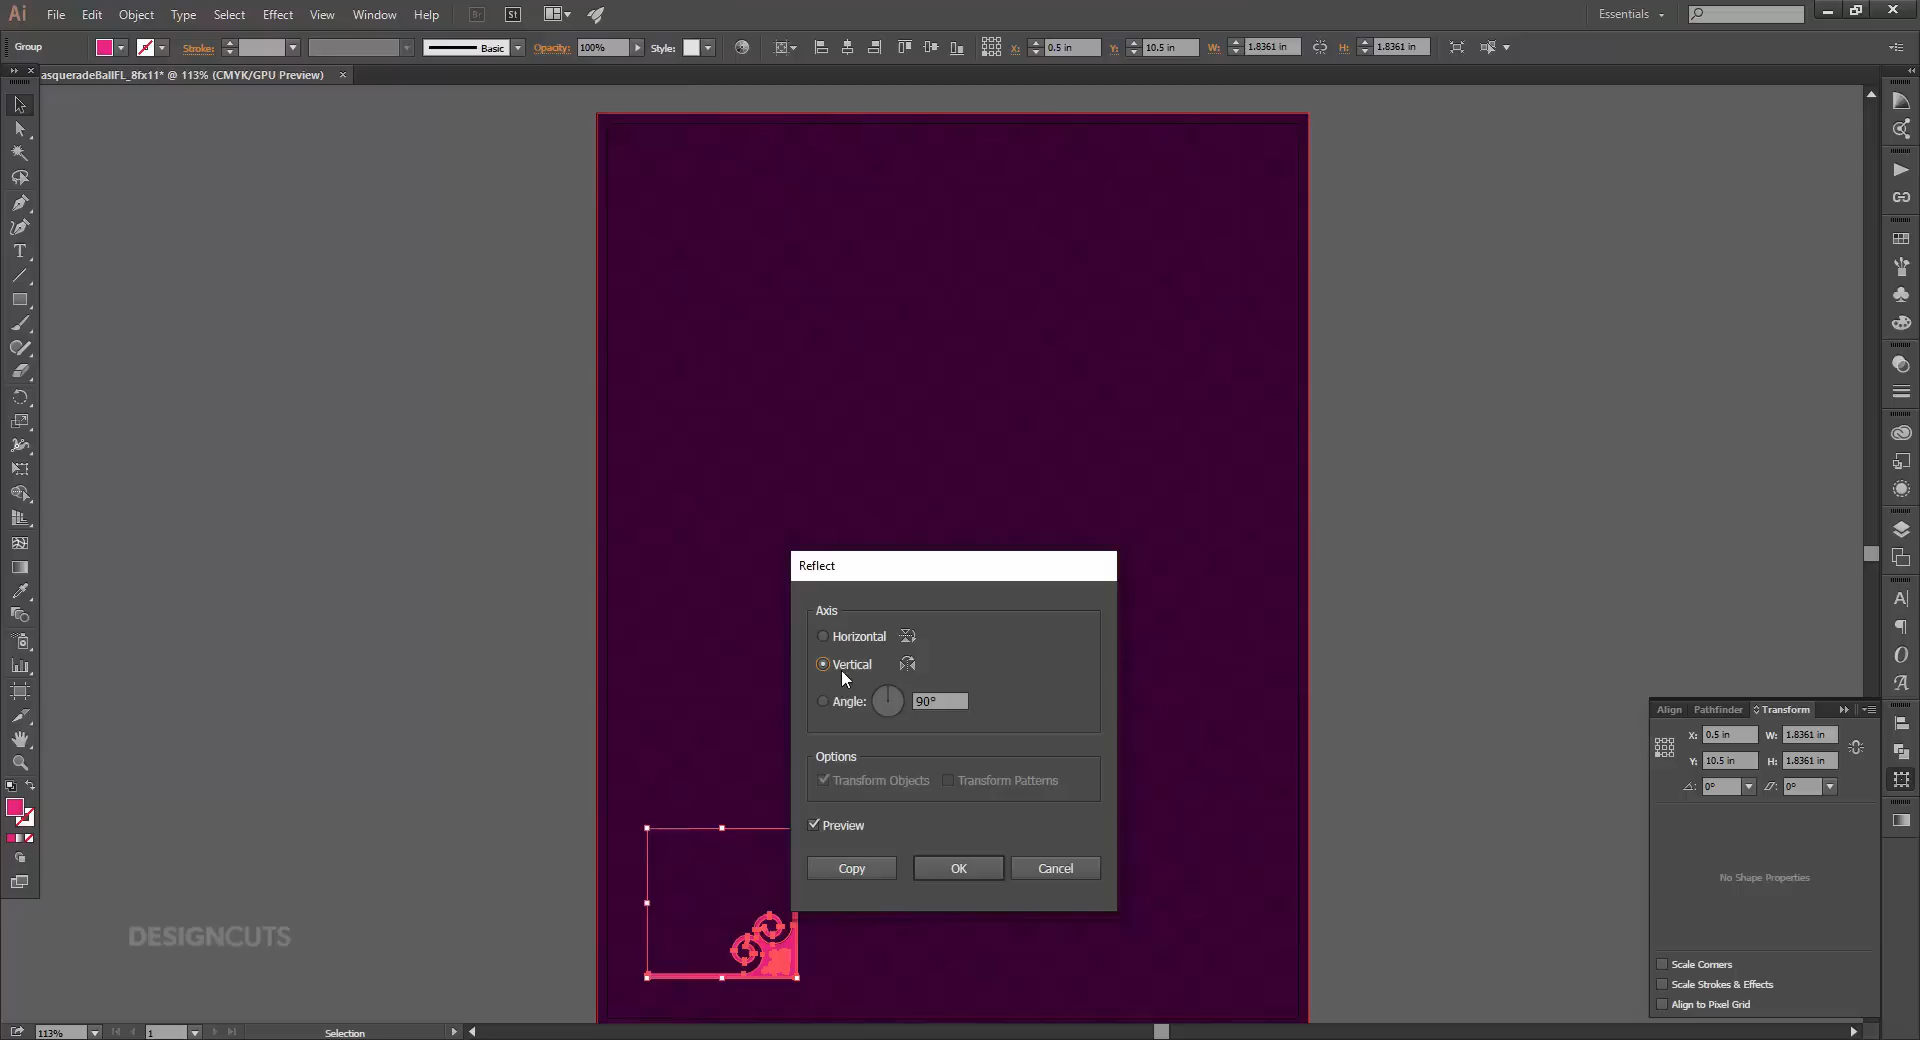 Ai File Edit Object Type Select Effect View Window Help Br St Essentials
Group Stroke: Basic Opacity: 100% Style: X: 0.5 in Y: 10.5 in W: 1.8361 in H: 1.8361 in
asqueradeBallFL_8fx11* @ 113% (CMYK/GPU Preview) ×
Reflect
Axis
Horizontal
Vertical
Angle: 90°
Options
Transform Objects Transform Patterns
Preview
Copy OK Cancel
Align Pathfinder Transform
X: 0.5 in W: 1.8361 in
Y: 10.5 in H: 1.8361 in
0° 0°
No Shape Properties
Scale Corners
Scale Strokes & Effects
Align to Pixel Grid
DESIGNCUTS
113% 1 Selection